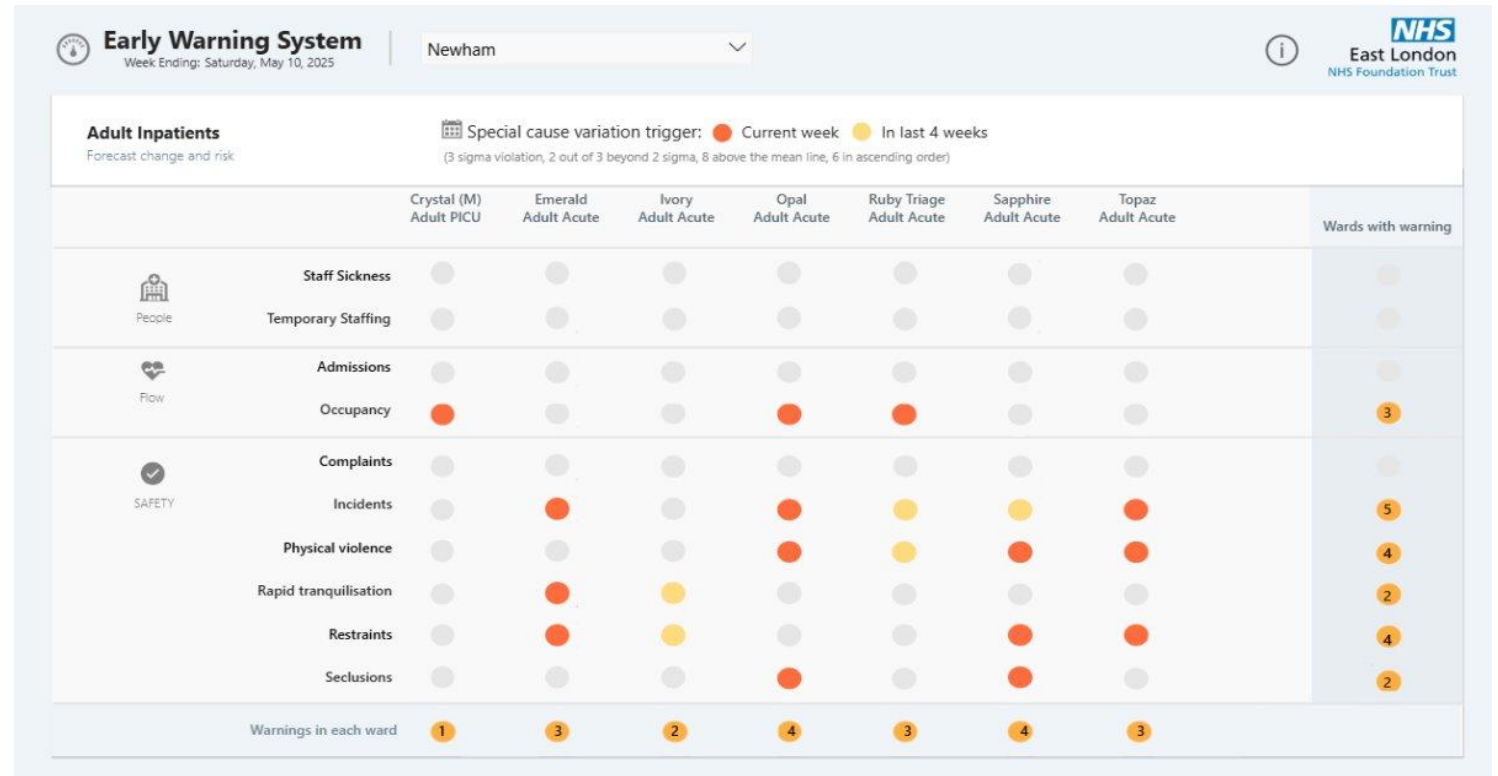 Early Warning System
Week Ending: Saturday, May 10, 2025
Newham
i
NHS
East London
NHS Foundation Trust
Adult Inpatients
Forecast change and risk
Special cause variation trigger: Current week In last 4 weeks
(3 sigma violation, 2 out of 3 beyond 2 sigma, 8 above the mean line, 6 in ascending order)
Crystal (M) Emerald Ivory Opal Ruby Triage Sapphire Topaz
Adult PICU Adult Acute Adult Acute Adult Acute Adult Acute Adult Acute Adult Acute
Wards with warning
People
Staff Sickness
Temporary Staffing
Flow
Admissions
Occupancy 3
SAFETY
Complaints
Incidents 5
Physical violence 4
Rapid tranquilisation 2
Restraints 4
Seclusions 2
Warnings in each ward 1 3 2 4 3 4 3